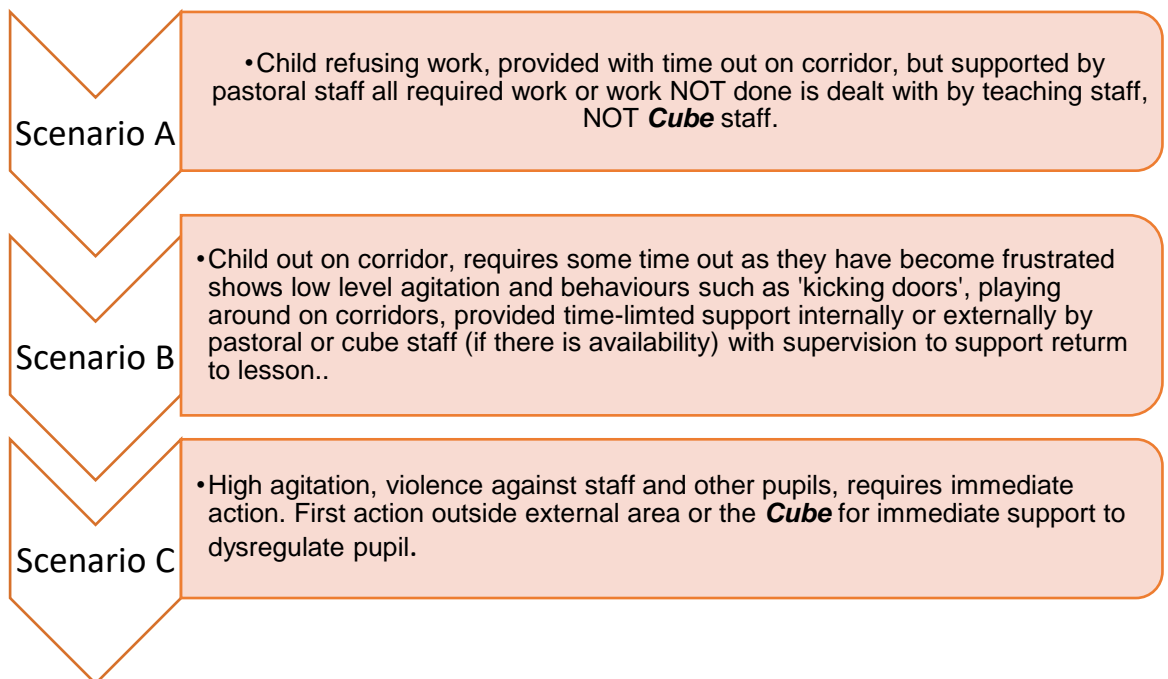 Scenario A
•Child refusing work, provided with time out on corridor, but supported by
pastoral staff all required work or work NOT done is dealt with by teaching staff,
NOT Cube staff.
Scenario B
•Child out on corridor, requires some time out as they have become frustrated
shows low level agitation and behaviours such as 'kicking doors', playing
around on corridors, provided time-limted support internally or externally by
pastoral or cube staff (if there is availability) with supervision to support returm
to lesson..
Scenario C
•High agitation, violence against staff and other pupils, requires immediate
action. First action outside external area or the Cube for immediate support to
dysregulate pupil.